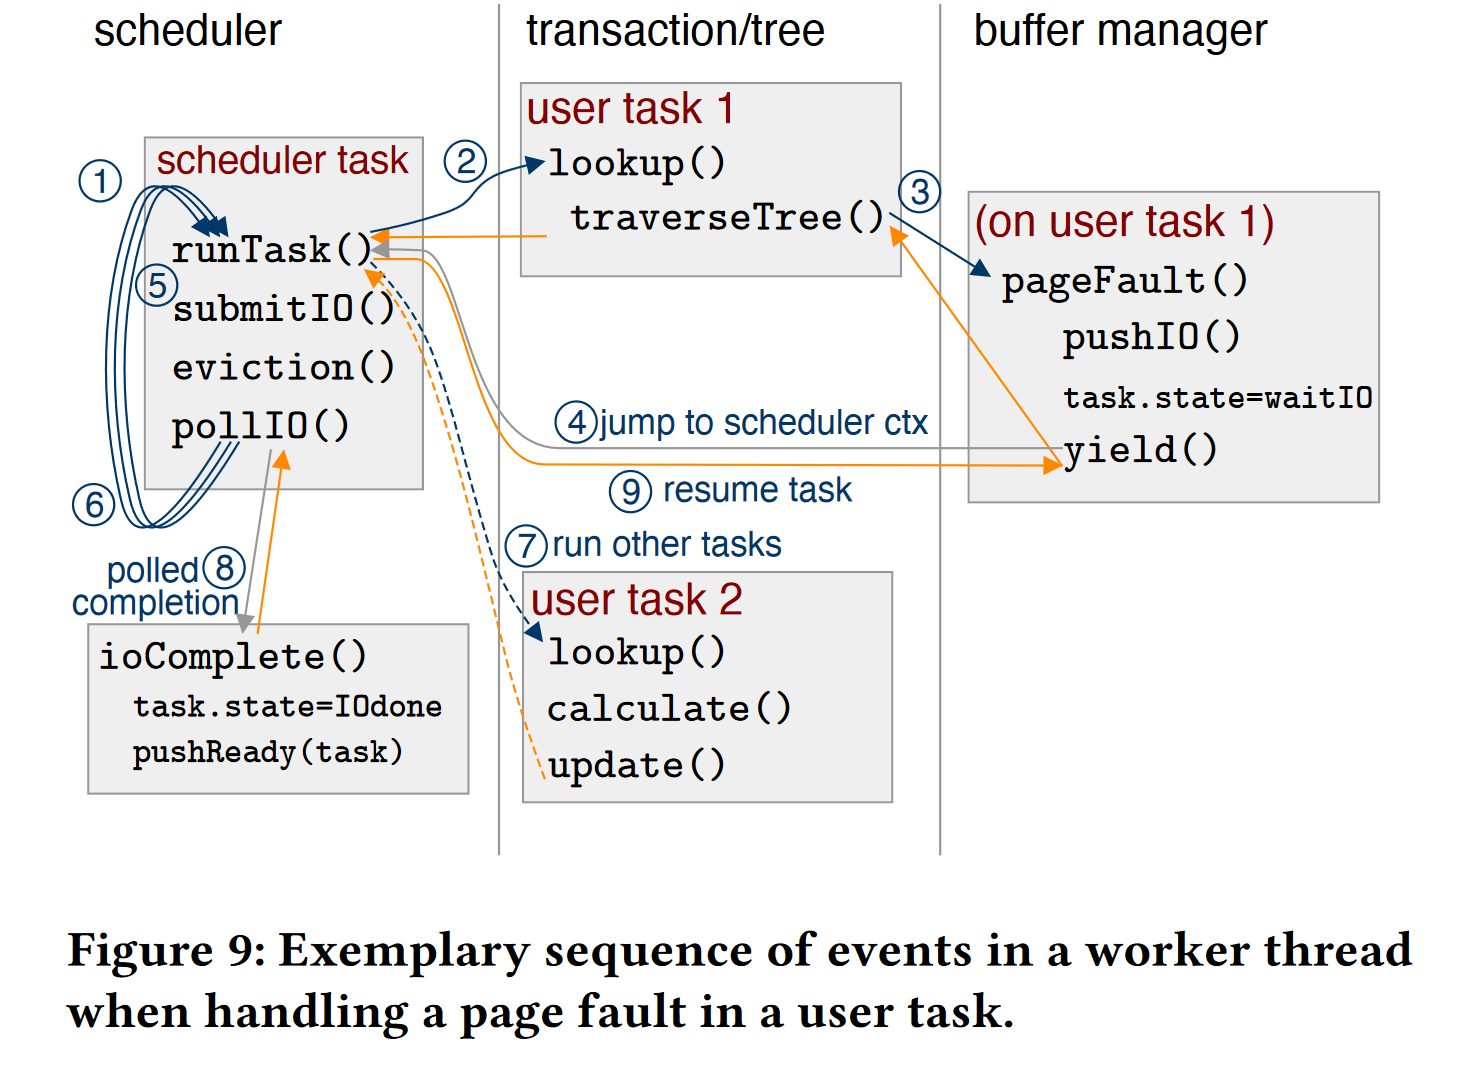 scheduler
transaction/tree
buffer manager
scheduler task
1
runTask()
5
submitIO()
eviction()
pollIO()
6
polled 8
completion
ioComplete()
task.state=IOdone
pushReady(task)
2
user task 1
lookup()
traverseTree()
3
(on user task 1)
pageFault()
pushIO()
task.state=waitIO
yield()
4 jump to scheduler ctx
9 resume task
7 run other tasks
user task 2
lookup()
calculate()
update()
Figure 9: Exemplary sequence of events in a worker thread
when handling a page fault in a user task.